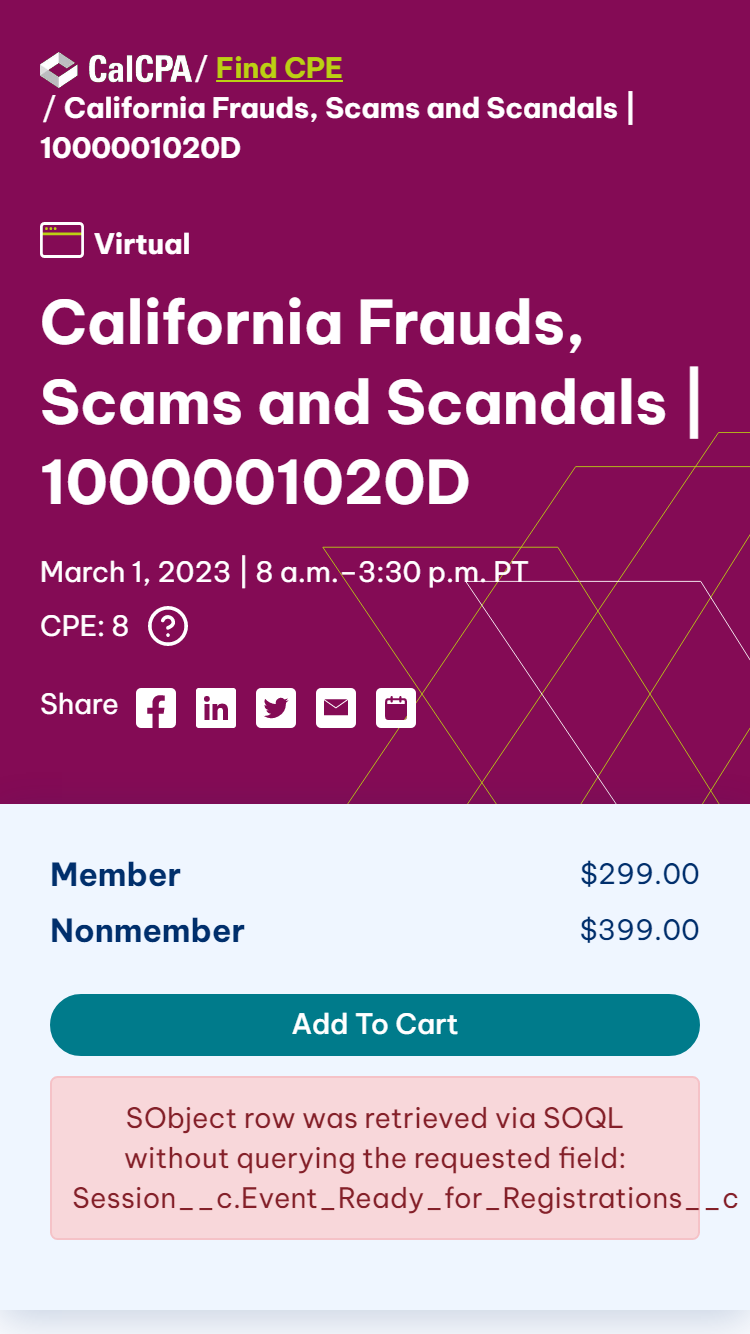 CalCPA / Find CPE
/ California Frauds, Scams and Scandals |
1000001020D
Virtual
California Frauds,
Scams and Scandals |
1000001020D
March 1, 2023 | 8 a.m.–3:30 p.m. PT
CPE: 8 ?
Share
Member $299.00
Nonmember $399.00
Add To Cart
SObject row was retrieved via SOQL
without querying the requested field:
Session__c.Event_Ready_for_Registrations__c